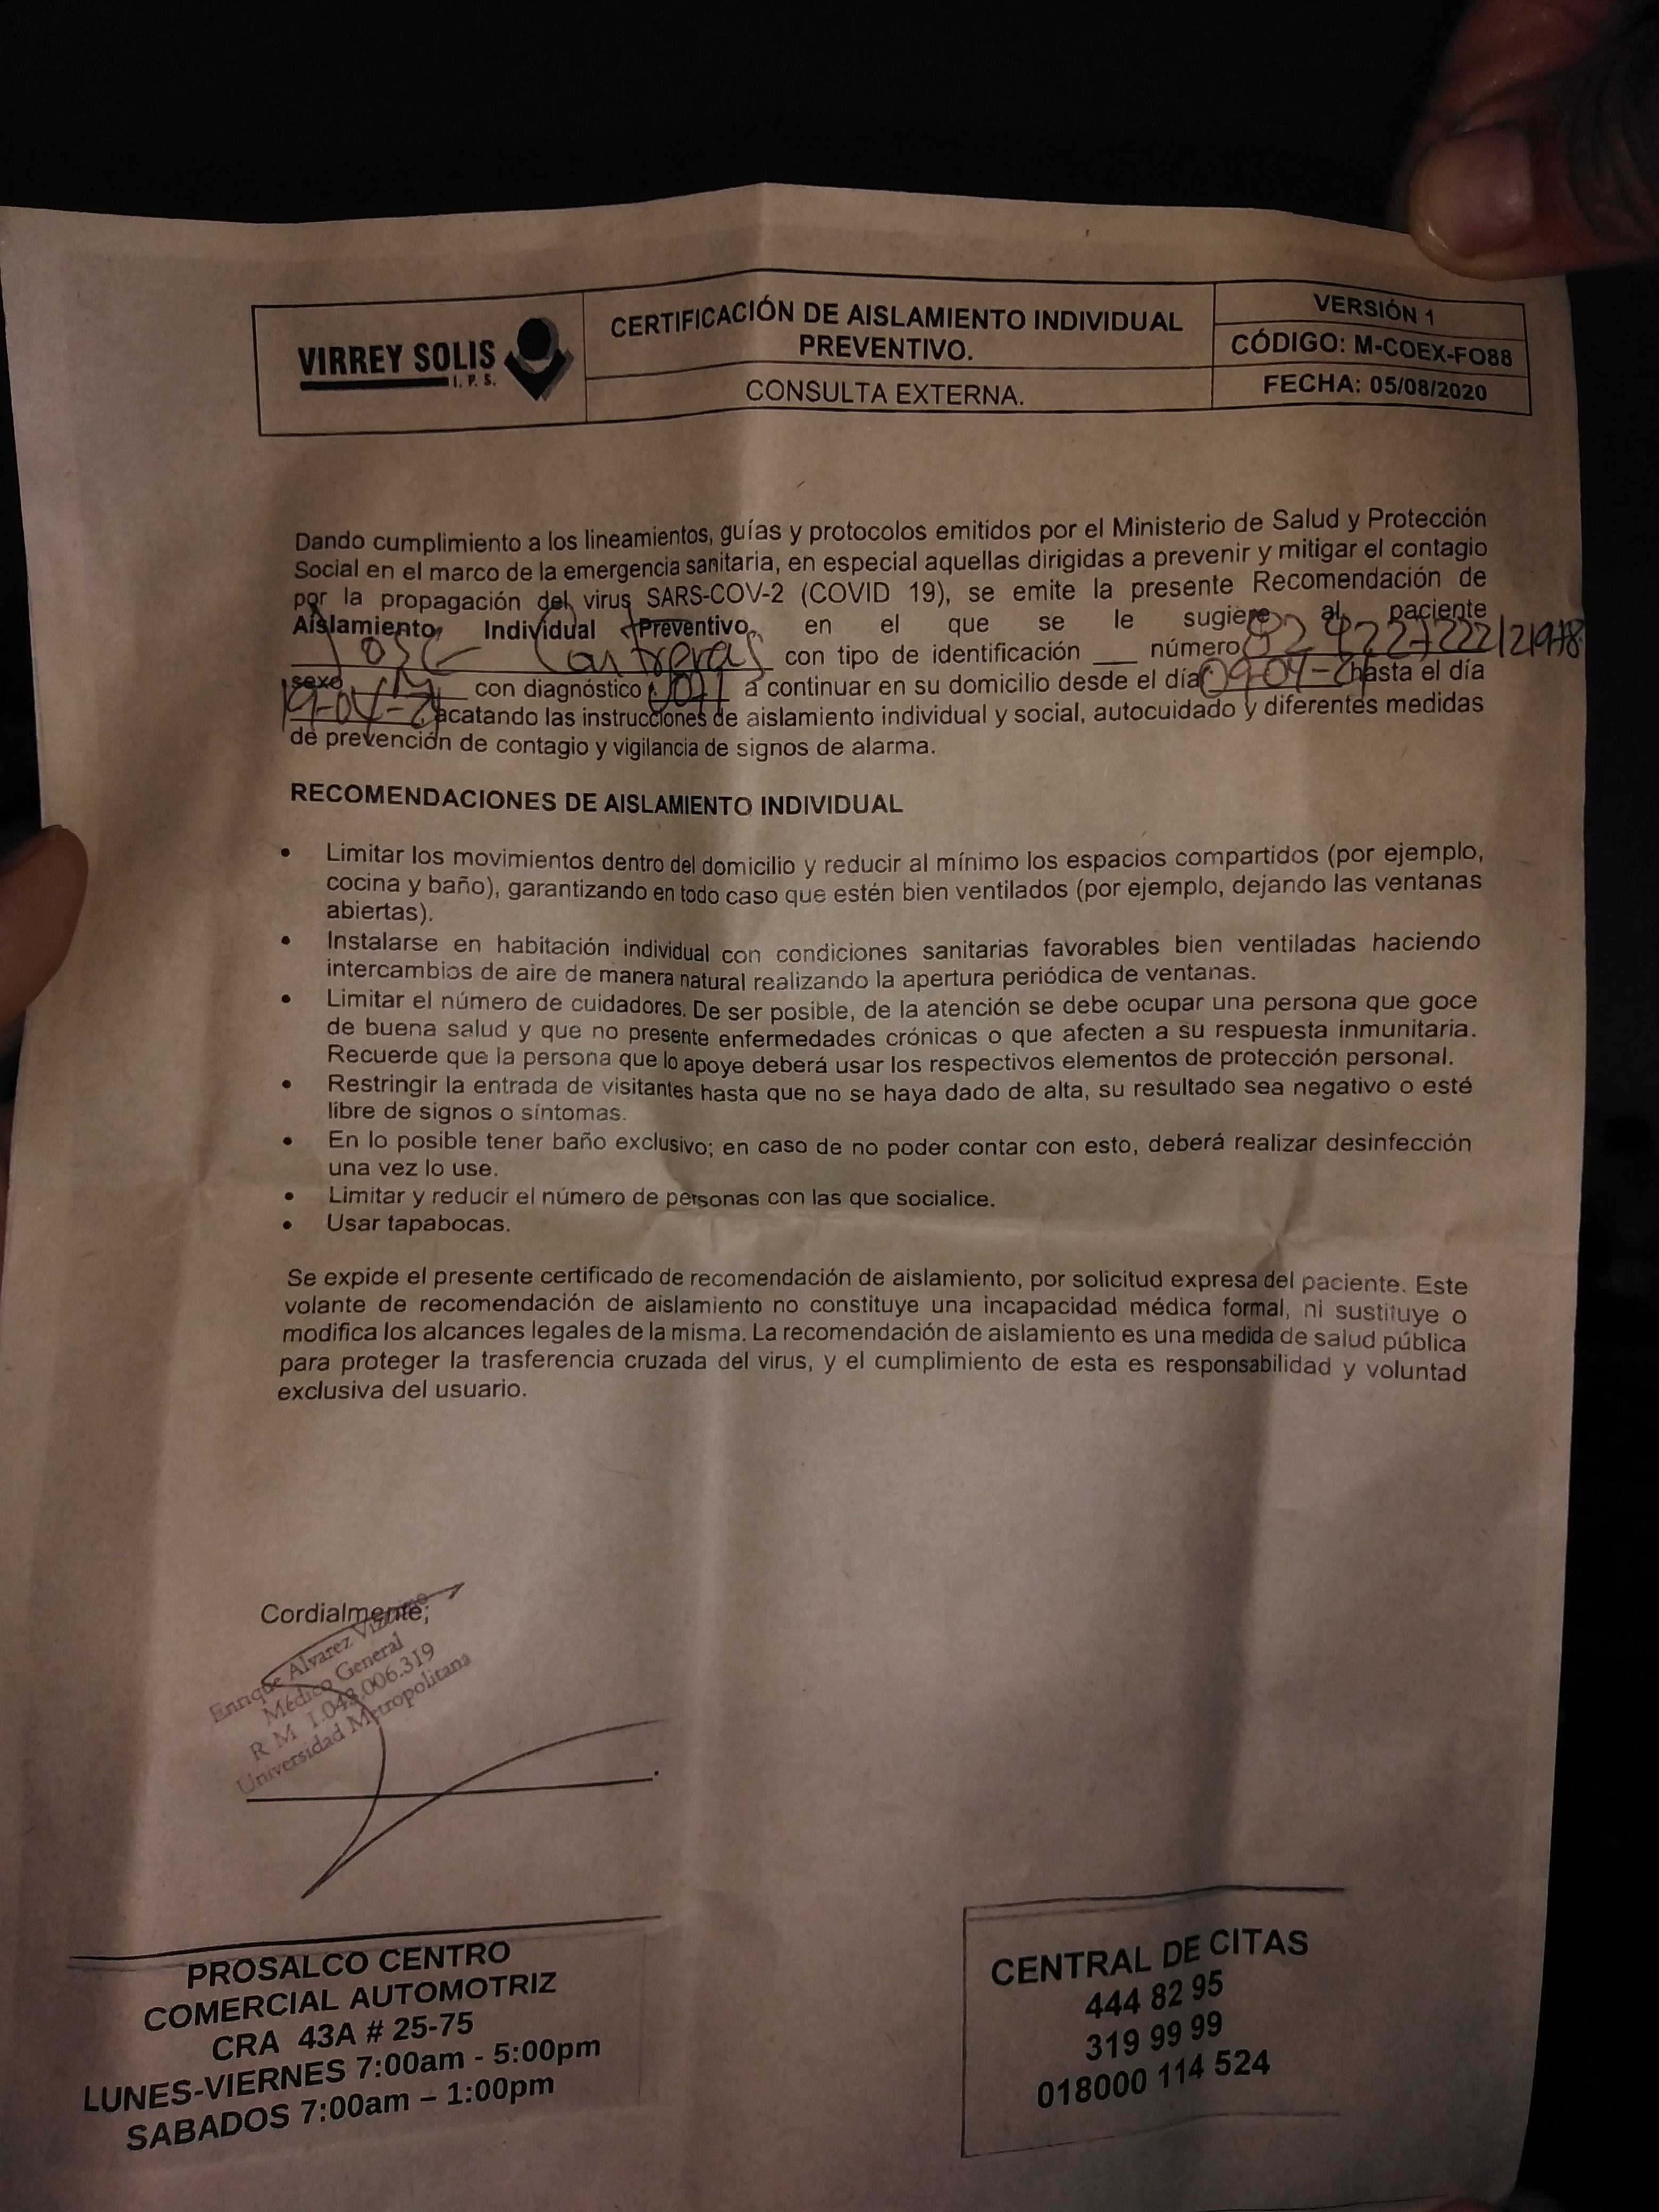 VIRREY SOLIS
I. P. S.
CERTIFICACIÓN DE AISLAMIENTO INDIVIDUAL
PREVENTIVO.
CONSULTA EXTERNA.
VERSIÓN 1
CÓDIGO: M-COEX-FO88
FECHA: 05/08/2020
Dando cumplimiento a los lineamientos, guías y protocolos emitidos por el Ministerio de Salud y Protección
Social en el marco de la emergencia sanitaria, en especial aquellas dirigidas a prevenir y mitigar el contagio
por la propagación del virus SARS-COV-2 (COVID 19), se emite la presente Recomendación de
Aislamiento Individual Preventivo, en el que se le sugiere al paciente
Jose Contreras con tipo de identificación ___ número
sexo M con diagnóstico U071 a continuar en su domicilio desde el día 09-04-21 hasta el día
19-04-21, acatando las instrucciones de aislamiento individual y social, autocuidado y diferentes medidas
de prevención de contagio y vigilancia de signos de alarma.
RECOMENDACIONES DE AISLAMIENTO INDIVIDUAL
• Limitar los movimientos dentro del domicilio y reducir al mínimo los espacios compartidos (por ejemplo,
cocina y baño), garantizando en todo caso que estén bien ventilados (por ejemplo, dejando las ventanas
abiertas).
• Instalarse en habitación individual con condiciones sanitarias favorables bien ventiladas haciendo
intercambios de aire de manera natural realizando la apertura periódica de ventanas.
• Limitar el número de cuidadores. De ser posible, de la atención se debe ocupar una persona que goce
de buena salud y que no presente enfermedades crónicas o que afecten a su respuesta inmunitaria.
Recuerde que la persona que lo apoye deberá usar los respectivos elementos de protección personal.
• Restringir la entrada de visitantes hasta que no se haya dado de alta, su resultado sea negativo o esté
libre de signos o síntomas.
• En lo posible tener baño exclusivo; en caso de no poder contar con esto, deberá realizar desinfección
una vez lo use.
• Limitar y reducir el número de personas con las que socialice.
• Usar tapabocas.
Se expide el presente certificado de recomendación de aislamiento, por solicitud expresa del paciente. Este
volante de recomendación de aislamiento no constituye una incapacidad médica formal, ni sustituye o
modifica los alcances legales de la misma. La recomendación de aislamiento es una medida de salud pública
para proteger la trasferencia cruzada del virus, y el cumplimiento de esta es responsabilidad y voluntad
exclusiva del usuario.
Cordialmente;
Enrique Alvarez
Médico General
R M 1.042.006.319
Universidad Metropolitana
PROSALCO CENTRO
COMERCIAL AUTOMOTRIZ
CRA 43A # 25-75
LUNES-VIERNES 7:00am - 5:00pm
SABADOS 7:00am – 1:00pm
CENTRAL DE CITAS
444 82 95
319 99 99
018000 114 524